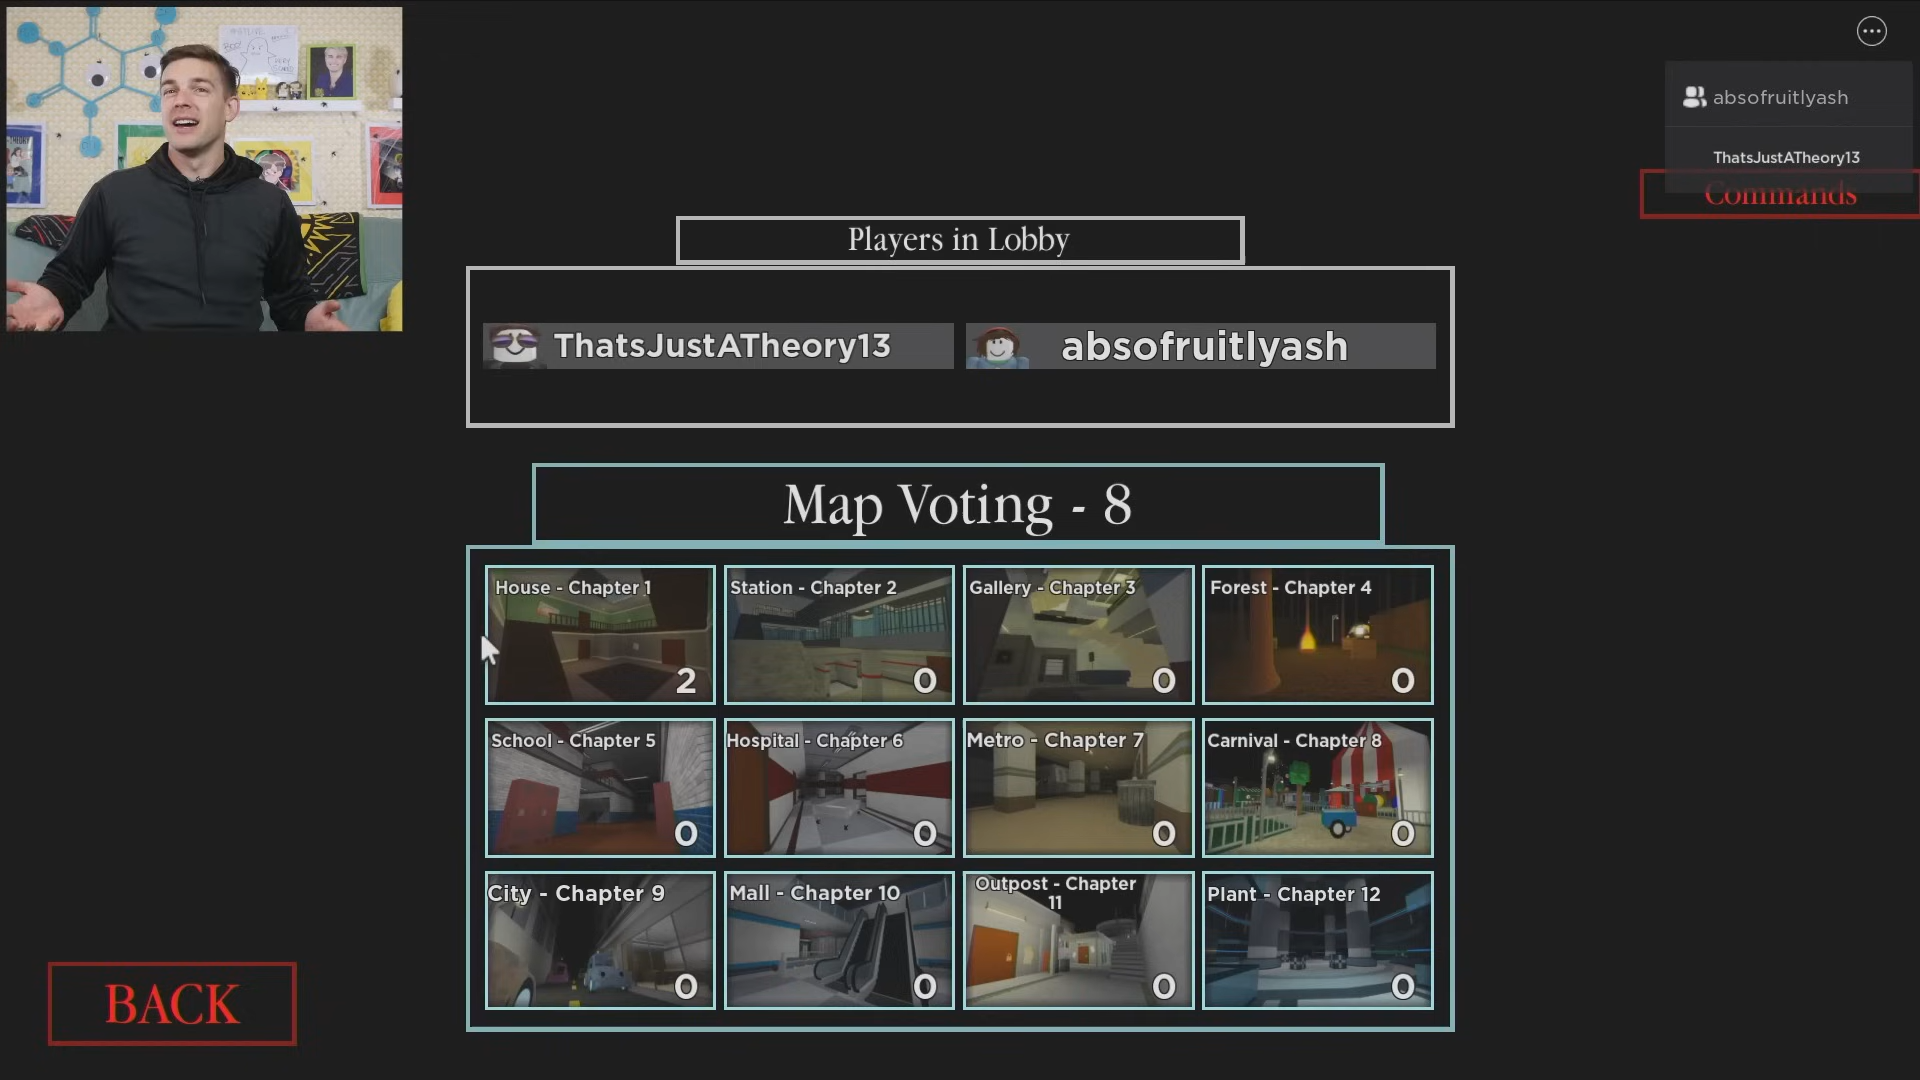 absofruitlyash
ThatsJustATheory13
Commands
Players in Lobby
ThatsJustATheory13
absofruitlyash
Map Voting - 8
House - Chapter 1
2
Station - Chapter 2
0
Gallery - Chapter 3
0
Forest - Chapter 4
0
School - Chapter 5
0
Hospital - Chapter 6
0
Metro - Chapter 7
0
Carnival - Chapter 8
0
City - Chapter 9
0
Mall - Chapter 10
0
Outpost - Chapter
11
0
Plant - Chapter 12
0
BACK